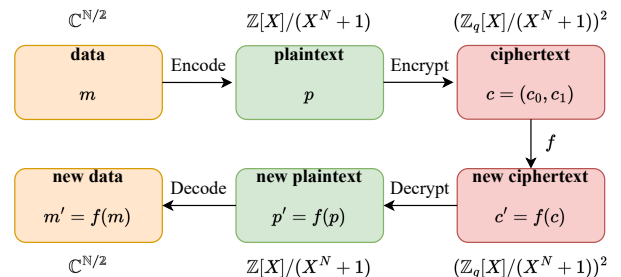 ℂ^{ℕ/2} ℤ[X]/(X^N + 1) (ℤ_q[X]/(X^N + 1))^2
data plaintext ciphertext
Encode Encrypt
m p c = (c_0, c_1)
f
new data new plaintext new ciphertext
Decode Decrypt
m′ = f(m) p′ = f(p) c′ = f(c)
ℂ^{ℕ/2} ℤ[X]/(X^N + 1) (ℤ_q[X]/(X^N + 1))^2